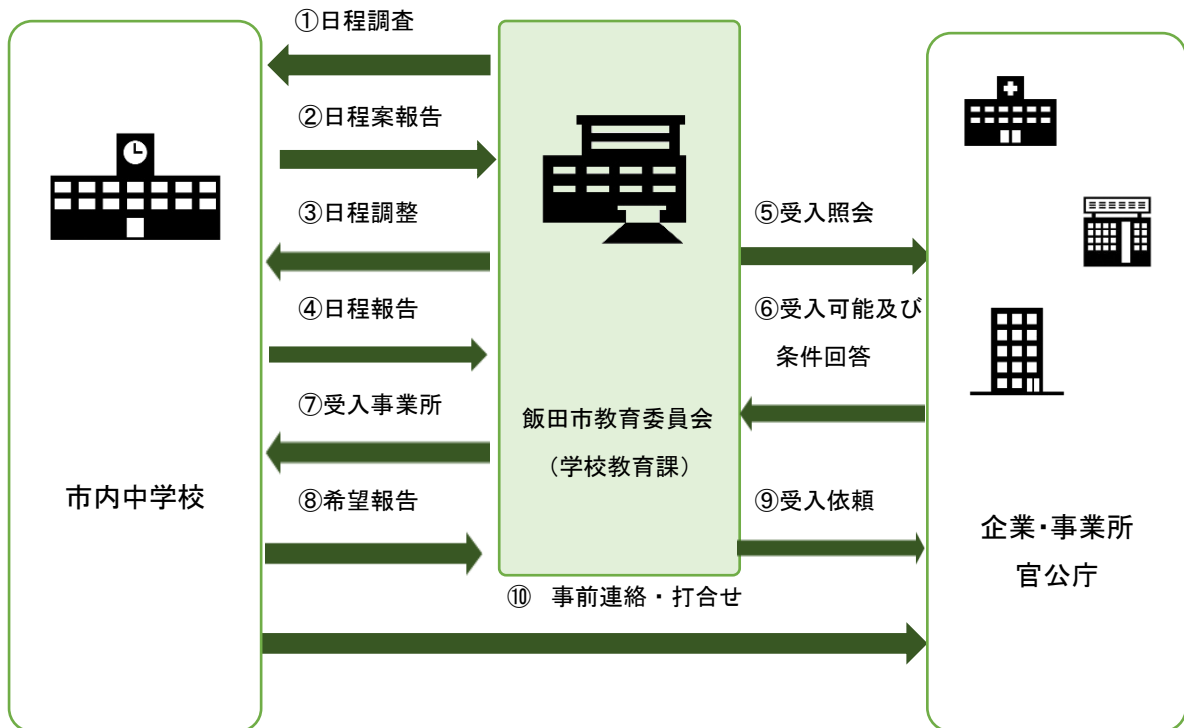 ①日程調査
②日程案報告
③日程調整
④日程報告
⑦受入事業所
⑧希望報告
市内中学校
飯田市教育委員会
（学校教育課）
⑤受入照会
⑥受入可能及び
条件回答
⑨受入依頼
企業・事業所
官公庁
⑩ 事前連絡・打合せ